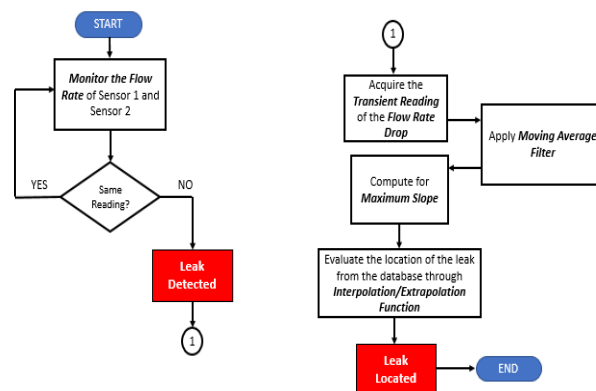 START
Monitor the Flow
Rate of Sensor 1 and
Sensor 2
YES
NO
Same
Reading?
Leak
Detected
1
1
Acquire the
Transient Reading
of the Flow Rate
Drop
Apply Moving Average
Filter
Compute for
Maximum Slope
Evaluate the location of the leak
from the database through
Interpolation/Extrapolation
Function
Leak
Located
END